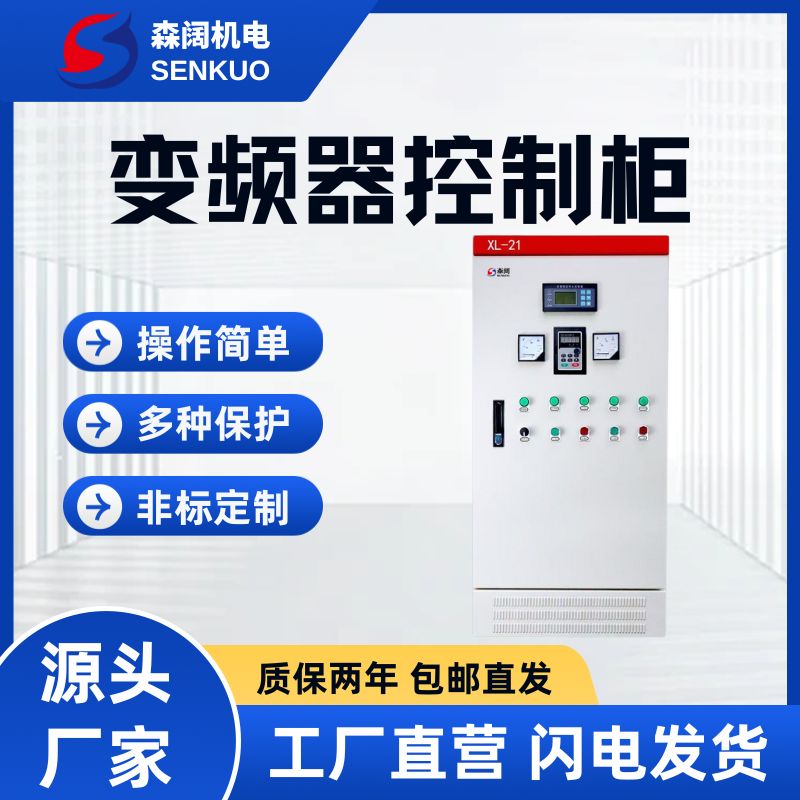 森阔机电
SENKUO
变频器控制柜
XL-21
森阔
操作简单
多种保护
非标定制
源头
厂家
质保两年 包邮直发
工厂直营 闪电发货